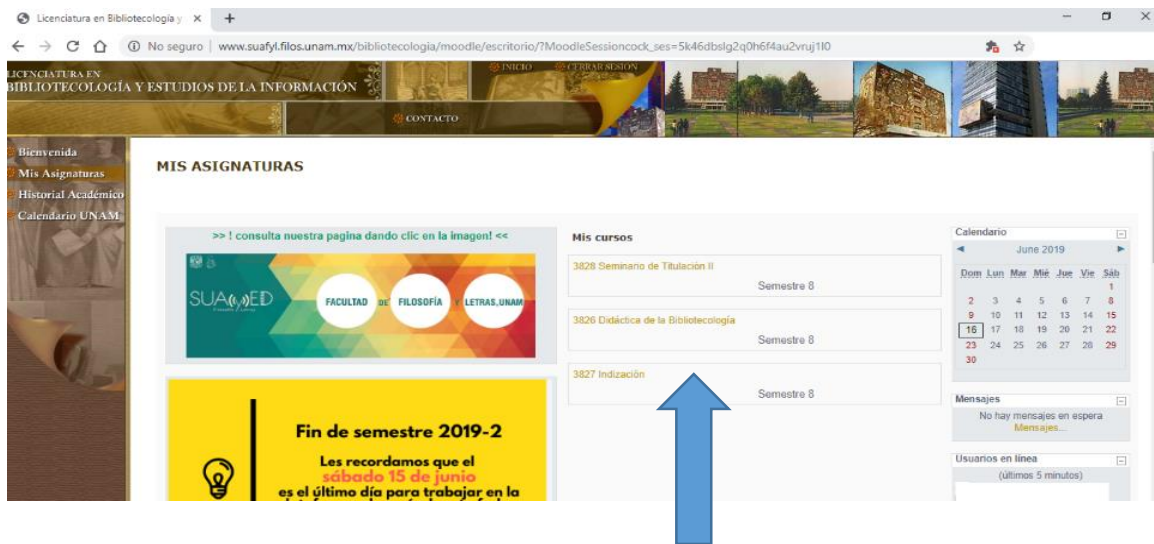 Licenciatura en Bibliotecología y
No seguro | www.suafyl.filos.unam.mx/bibliotecologia/moodle/escritorio/?MoodleSessioncock_ses=5k46dbslg2q0h6f4au2vruj1l0
LICENCIATURA EN
BIBLIOTECOLOGÍA Y ESTUDIOS DE LA INFORMACIÓN
INICIO
CERRAR SESIÓN
CONTACTO
Bienvenida
Mis Asignaturas
Historial Académico
Calendario UNAM
MIS ASIGNATURAS
>> ! consulta nuestra pagina dando clic en la imagen! <<
SUA ED
FACULTAD DE FILOSOFÍA Y LETRAS, UNAM
Fin de semestre 2019-2
Les recordamos que el
sábado 15 de junio
es el último día para trabajar en la
Mis cursos
3828 Seminario de Titulación II
Semestre 8
3826 Didáctica de la Bibliotecología
Semestre 8
3827 Indización
Semestre 8
Calendario
June 2019
Dom Lun Mar Mié Jue Vie Sáb
1
2 3 4 5 6 7 8
9 10 11 12 13 14 15
16 17 18 19 20 21 22
23 24 25 26 27 28 29
30
Mensajes
No hay mensajes en espera
Mensajes...
Usuarios en línea
(últimos 5 minutos)